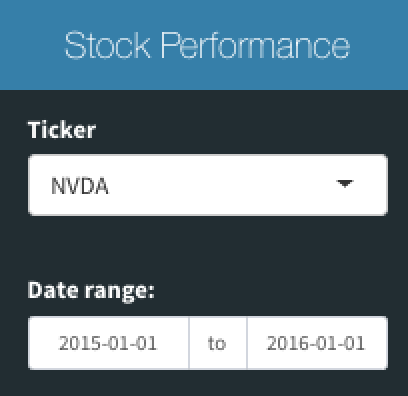 Stock Performance
Ticker
NVDA
Date range:
2015-01-01 to 2016-01-01